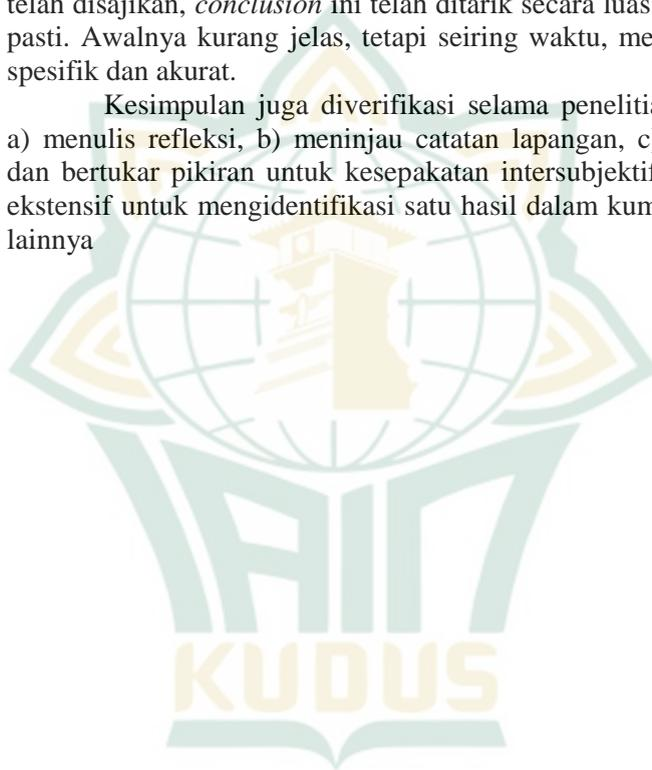 telah disajikan, conclusion ini telah ditarik secara luas
pasti. Awalnya kurang jelas, tetapi seiring waktu, me
spesifik dan akurat.
Kesimpulan juga diverifikasi selama penelitia
a) menulis refleksi, b) meninjau catatan lapangan, c)
dan bertukar pikiran untuk kesepakatan intersubjektif
ekstensif untuk mengidentifikasi satu hasil dalam kum
lainnya
IAIN
KUDUS